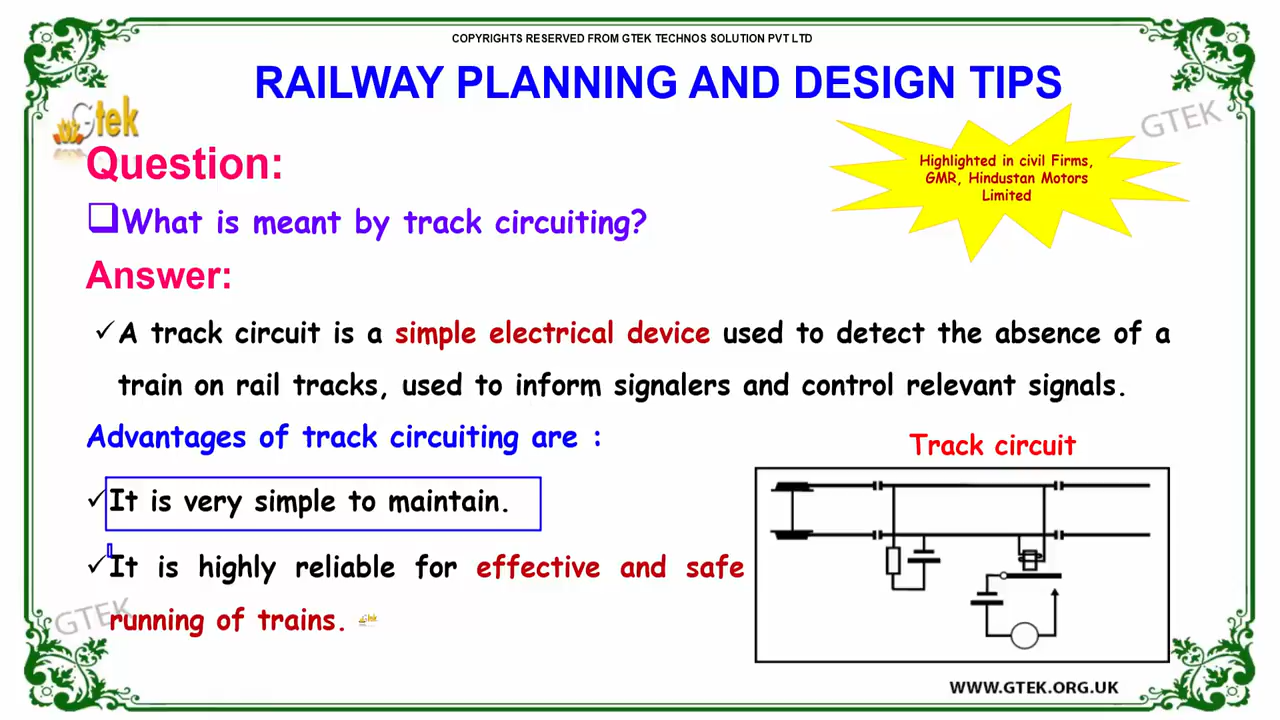 COPYRIGHTS RESERVED FROM GTEK TECHNOS SOLUTION PVT LTD
RAILWAY PLANNING AND DESIGN TIPS
Gtek
GTEK
Highlighted in civil Firms,
GMR, Hindustan Motors
Limited
Question:
What is meant by track circuiting?
Answer:
A track circuit is a simple electrical device used to detect the absence of a
train on rail tracks, used to inform signalers and control relevant signals.
Advantages of track circuiting are :
Track circuit
It is very simple to maintain.
It is highly reliable for effective and safe
running of trains.
GTEK
Gtek
GTEK
WWW.GTEK.ORG.UK